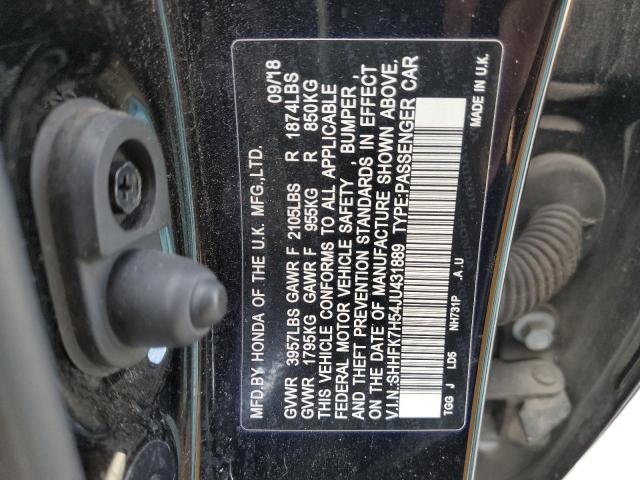 MFD.BY HONDA OF THE U.K. MFG.,LTD. 09/18
GVWR 3957LBS GAWR F 2105LBS R 1874LBS
GVWR 1795KG GAWR F 955KG R 850KG
THIS VEHICLE CONFORMS TO ALL APPLICABLE
FEDERAL MOTOR VEHICLE SAFETY , BUMPER ,
AND THEFT PREVENTION STANDARDS IN EFFECT
ON THE DATE OF MANUFACTURE SHOWN ABOVE.
V.I.N:SHHFK7H54JU431889 TYPE:PASSENGER CAR
TGG J LD5 NH731P .A.U MADE IN U.K.